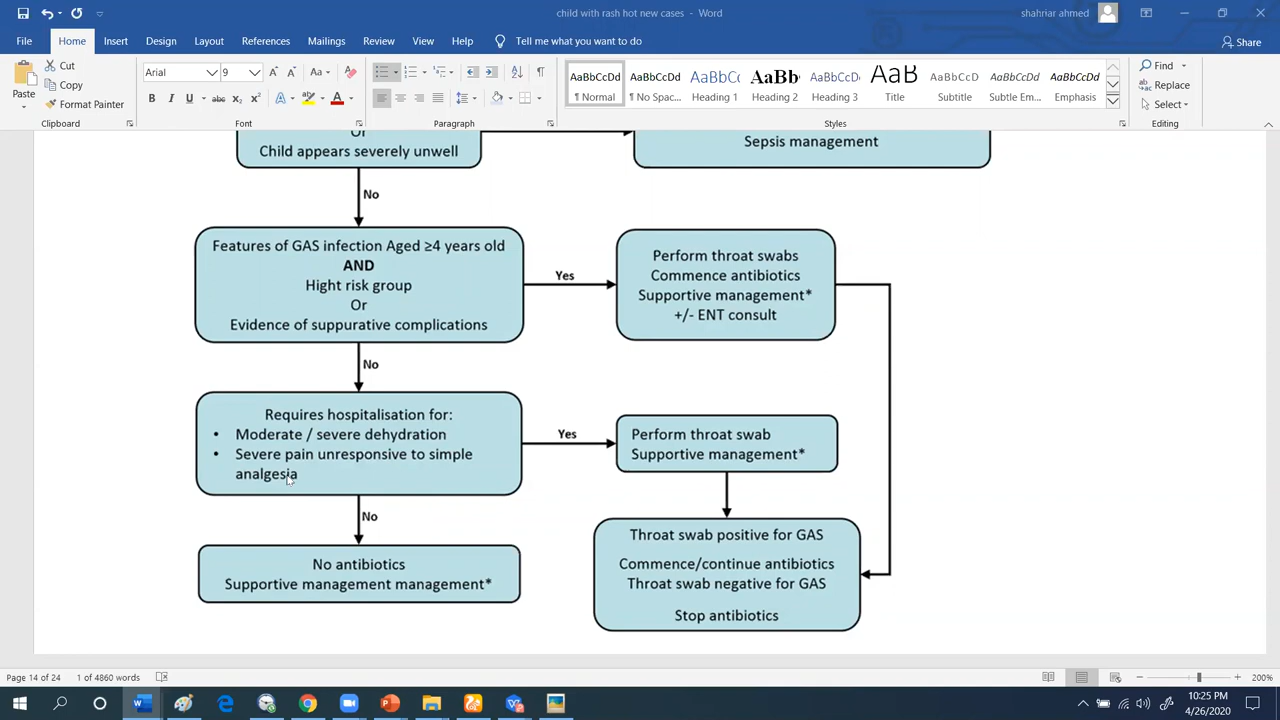 child with rash hot new cases - Word
shahriar ahmed
File Home Insert Design Layout References Mailings Review View Help Tell me what you want to do
Share
Paste
Cut
Copy
Format Painter
Clipboard
Arial 9
Aa
B I U abc x₂ x² A A
Font
Paragraph
AaBbCcDd AaBbCcDd AaBbC AaBb AaBbCcD AaB AaBbCcD AaBbCcDd AaBbCcDd
¶ Normal ¶ No Spac... Heading 1 Heading 2 Heading 3 Title Subtitle Subtle Em... Emphasis
Styles
Find
Replace
Select
Editing
Or
Child appears severely unwell
Sepsis management
No
Features of GAS infection Aged ≥4 years old
AND
Hight risk group
Or
Evidence of suppurative complications
Yes
Perform throat swabs
Commence antibiotics
Supportive management*
+/- ENT consult
No
Requires hospitalisation for:
• Moderate / severe dehydration
• Severe pain unresponsive to simple
analgesia
Yes
Perform throat swab
Supportive management*
No
No antibiotics
Supportive management management*
Throat swab positive for GAS
Commence/continue antibiotics
Throat swab negative for GAS
Stop antibiotics
Page 14 of 24 1 of 4860 words
200%
10:25 PM
4/26/2020